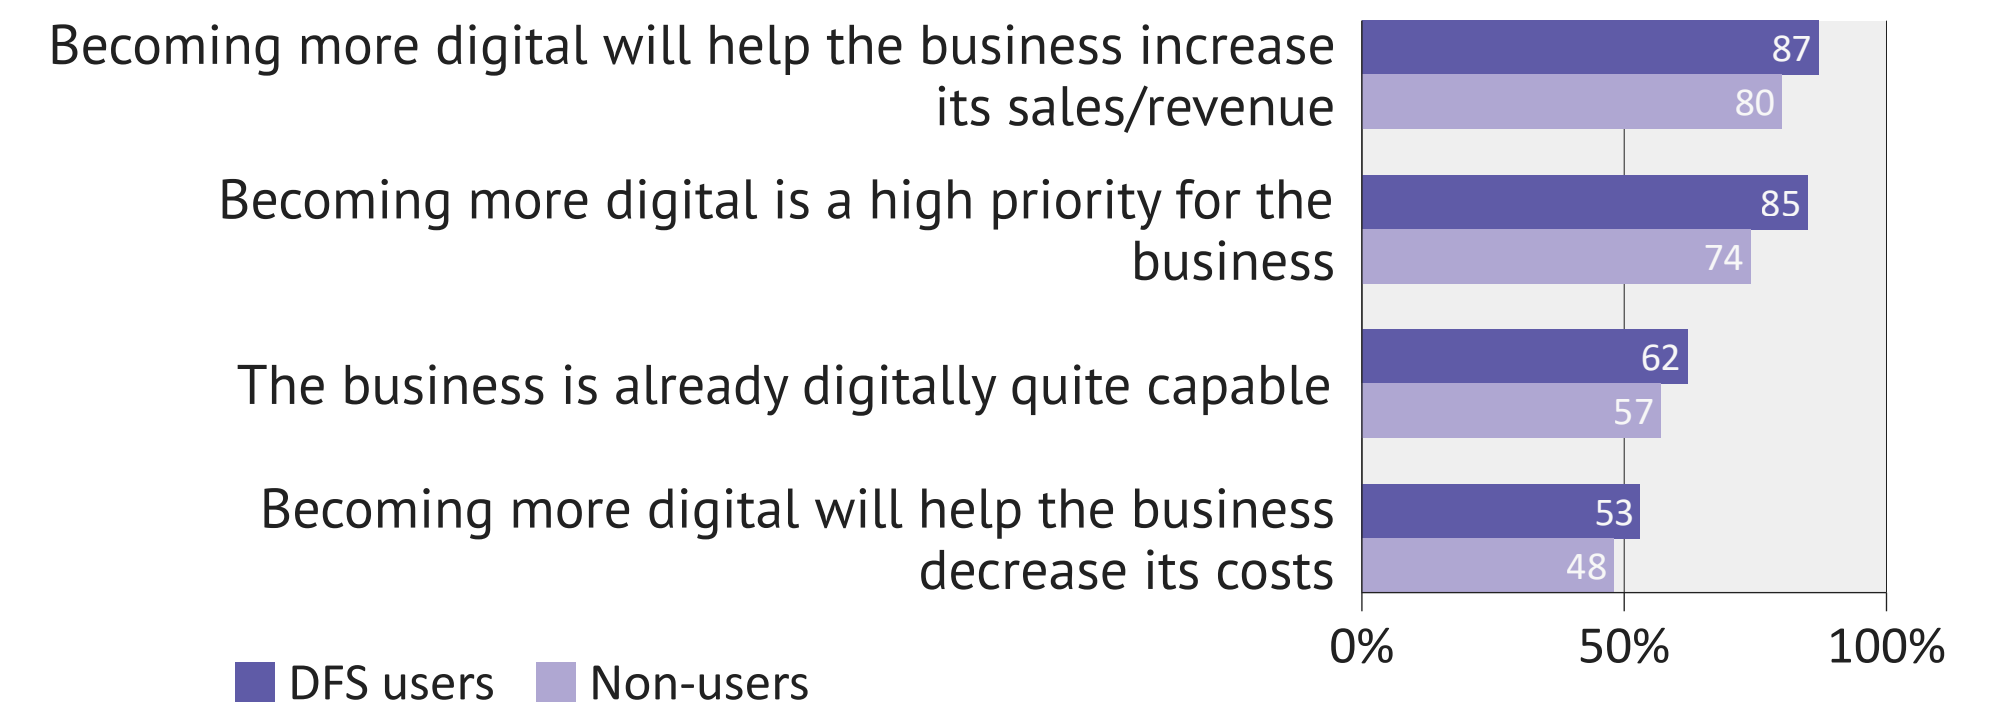 Becoming more digital will help the business increase
its sales/revenue
87
80
Becoming more digital is a high priority for the
business
85
74
The business is already digitally quite capable
62
57
Becoming more digital will help the business
decrease its costs
53
48
0% 50% 100%
DFS users Non-users